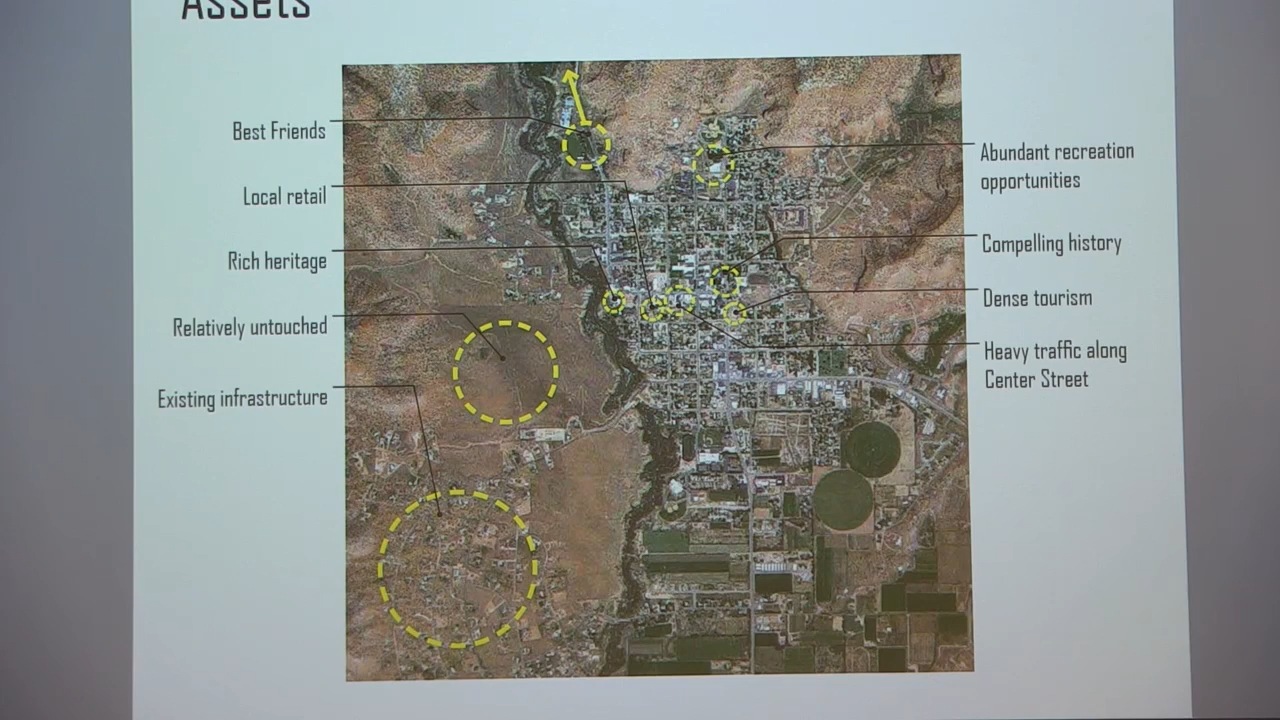 Assets
Best Friends
Local retail
Rich heritage
Relatively untouched
Existing infrastructure
Abundant recreation
opportunities
Compelling history
Dense tourism
Heavy traffic along
Center Street